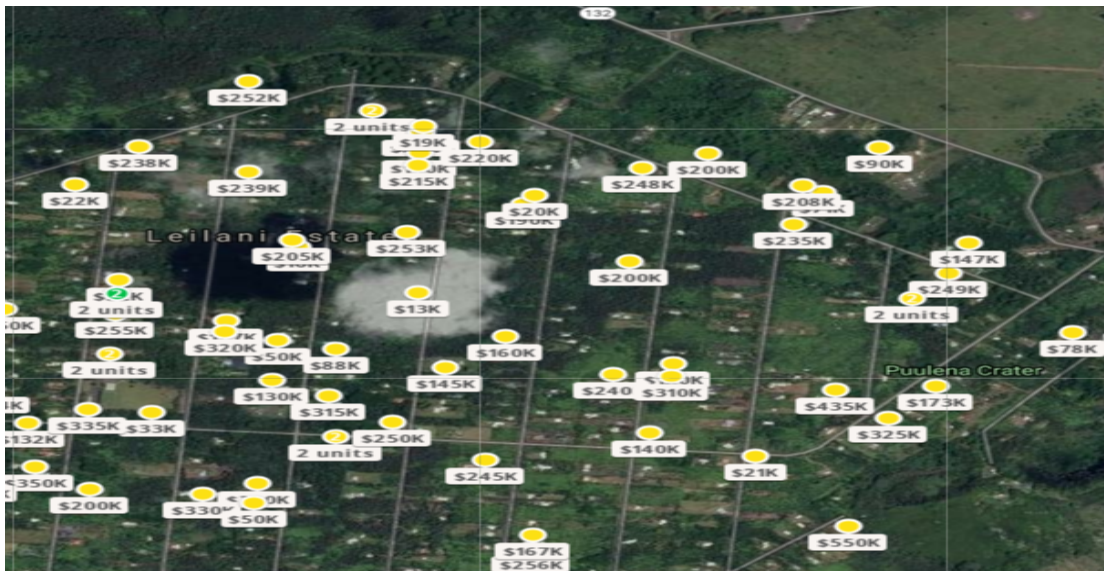 132
$252K
2 units
$19K
$220K
$238K
$215K
$248K
$200K
$90K
$239K
$22K
$208K
$20K
$235K
Leilani Estate
$253K
$205K
$147K
$200K
$249K
$13K
2 units
2 units
$255K
$78K
$320K
$50K
$160K
$88K
2 units
$145K
Puulena Crater
$240
$310K
$130K
$173K
$435K
$315K
$335K
$33K
$325K
$132K
$250K
$140K
2 units
$21K
$245K
$350K
$200K
$330K
$50K
$550K
$167K
$256K